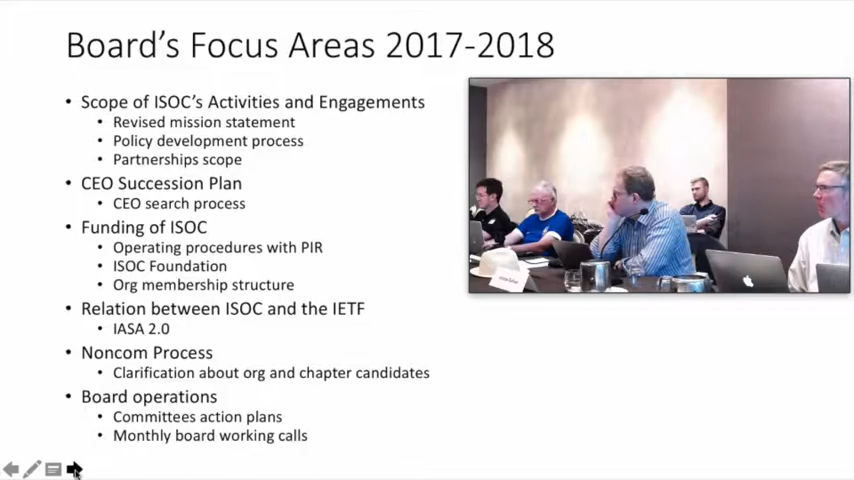 Board's Focus Areas 2017-2018
• Scope of ISOC's Activities and Engagements
• Revised mission statement
• Policy development process
• Partnerships scope
• CEO Succession Plan
• CEO search process
• Funding of ISOC
• Operating procedures with PIR
• ISOC Foundation
• Org membership structure
• Relation between ISOC and the IETF
• IASA 2.0
• Noncom Process
• Clarification about org and chapter candidates
• Board operations
• Committees action plans
• Monthly board working calls